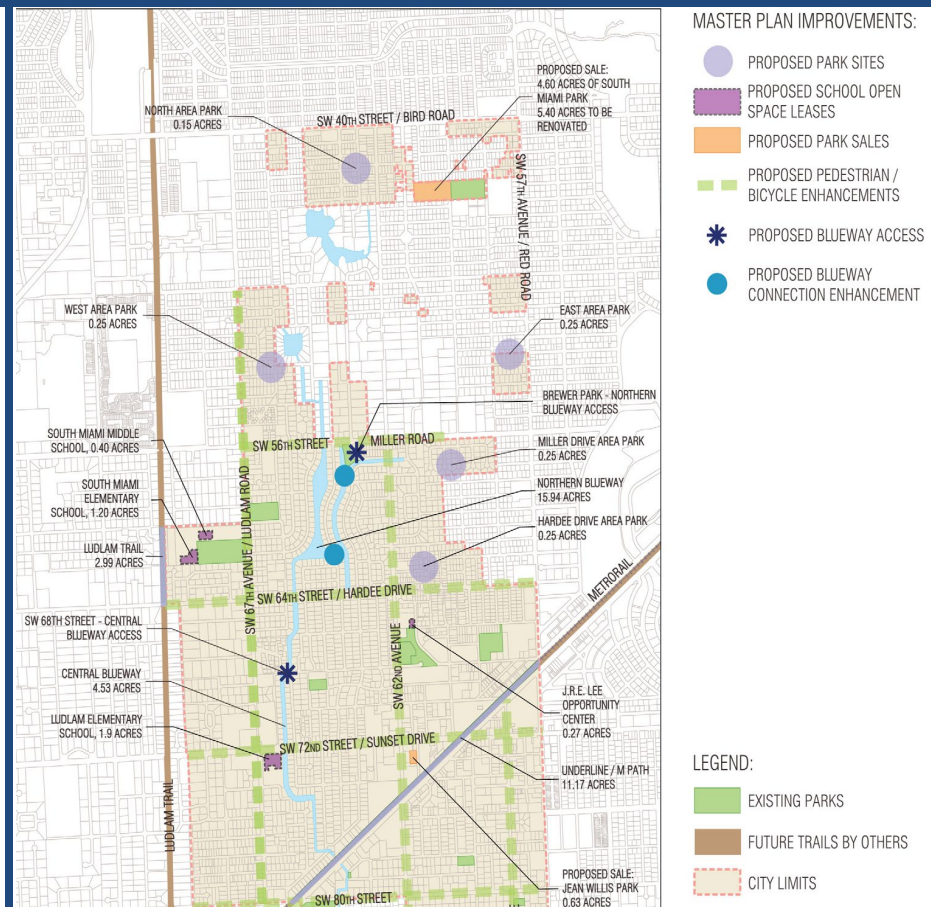 MASTER PLAN IMPROVEMENTS:
PROPOSED PARK SITES
PROPOSED SCHOOL OPEN
SPACE LEASES
PROPOSED PARK SALES
PROPOSED PEDESTRIAN /
BICYCLE ENHANCEMENTS
PROPOSED BLUEWAY ACCESS
PROPOSED BLUEWAY
CONNECTION ENHANCEMENT
PROPOSED SALE:
4.60 ACRES OF SOUTH
MIAMI PARK
5.40 ACRES TO BE
RENOVATED
NORTH AREA PARK
0.15 ACRES
SW 40TH STREET / BIRD ROAD
SW 57TH AVENUE / RED ROAD
WEST AREA PARK
0.25 ACRES
EAST AREA PARK
0.25 ACRES
BREWER PARK - NORTHERN
BLUEWAY ACCESS
SOUTH MIAMI MIDDLE
SCHOOL, 0.40 ACRES
SW 56TH STREET
MILLER ROAD
MILLER DRIVE AREA PARK
0.25 ACRES
SOUTH MIAMI
ELEMENTARY
SCHOOL, 1.20 ACRES
NORTHERN BLUEWAY
15.94 ACRES
SW 67TH AVENUE / LUDLAM ROAD
HARDEE DRIVE AREA PARK
0.25 ACRES
LUDLAM TRAIL
2.99 ACRES
METRORAIL
SW 64TH STREET / HARDEE DRIVE
SW 68TH STREET - CENTRAL
BLUEWAY ACCESS
SW 62ND AVENUE
CENTRAL BLUEWAY
4.53 ACRES
J.R.E. LEE
OPPORTUNITY
CENTER
0.27 ACRES
LUDLAM ELEMENTARY
SCHOOL, 1.9 ACRES
SW 72ND STREET / SUNSET DRIVE
UNDERLINE / M PATH
11.17 ACRES
LUDLAM TRAIL
PROPOSED SALE:
JEAN WILLIS PARK
0.63 ACRES
SW 80TH STREET
LEGEND:
EXISTING PARKS
FUTURE TRAILS BY OTHERS
CITY LIMITS